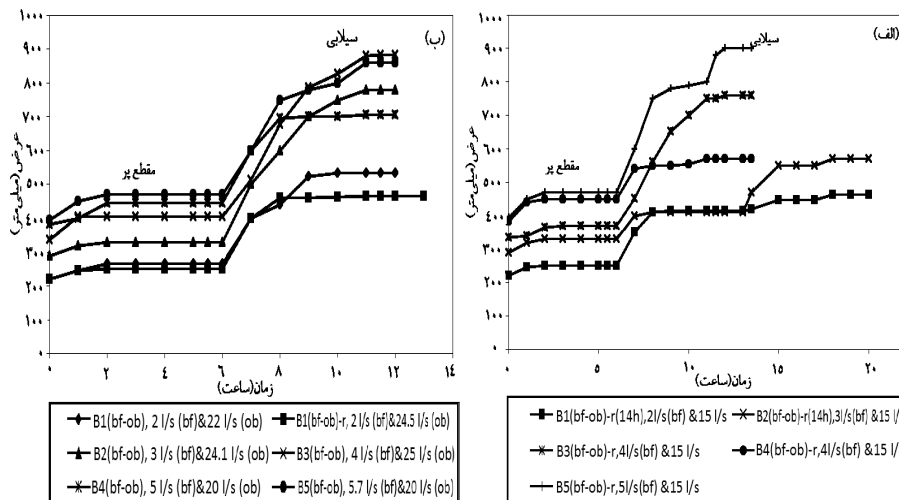 (ب)
سیلابی
مقطع پر
عرض(میلی‌متر)
۱۰۰۰
۹۰۰
۸۰۰
۷۰۰
۶۰۰
۵۰۰
۴۰۰
۳۰۰
۲۰۰
۱۰۰
۰
۰ ۲ ۴ ۶ ۸ ۱۰ ۱۲ ۱۴
زمان(ساعت)
B1(bf-ob), 2 l/s (bf)&22 l/s (ob)
B1(bf-ob)-r, 2 l/s (bf)&24.5 l/s (ob)
B2(bf-ob), 3 l/s (bf)&24.1 l/s (ob)
B3(bf-ob), 4 l/s (bf)&25 l/s (ob)
B4(bf-ob), 5 l/s (bf)&20 l/s (ob)
B5(bf-ob), 5.7 l/s (bf)&20 l/s (ob)
(الف)
سیلابی
مقطع پر
عرض(میلی‌متر)
۱۰۰۰
۹۰۰
۸۰۰
۷۰۰
۶۰۰
۵۰۰
۴۰۰
۳۰۰
۲۰۰
۱۰۰
۰
۰ ۵ ۱۰ ۱۵ ۲۰
زمان(ساعت)
B1(bf-ob)-r(14h),2l/s(bf) &15 l/s
B2(bf-ob)-r(14h),3l/s(bf) &15 l/
B3(bf-ob)-r,4l/s(bf) &15 l/s
B4(bf-ob)-r,4l/s(bf) &15 l/s
B5(bf-ob)-r,5l/s(bf) &15 l/s